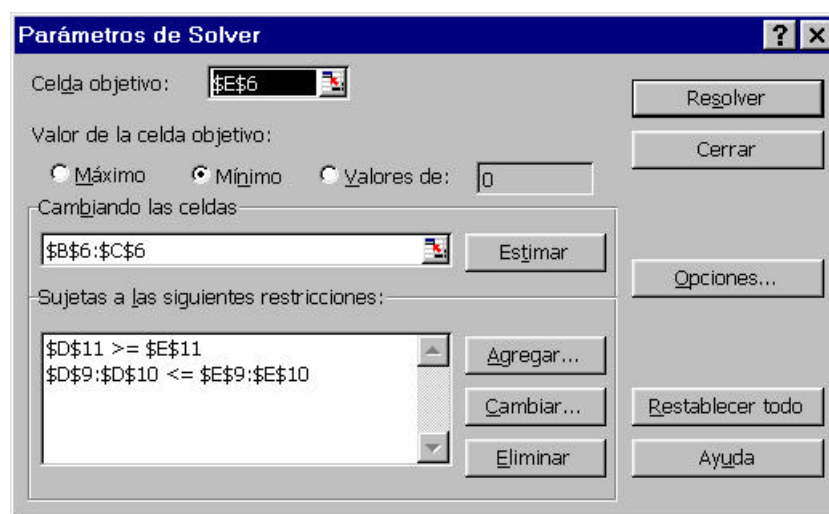 Parámetros de Solver
Celda objetivo: $E$6
Resolver
Valor de la celda objetivo:
Cerrar
Máximo Mínimo Valores de: 0
Cambiando las celdas
$B$6:$C$6
Estimar
Opciones...
Sujetas a las siguientes restricciones:
$D$11 >= $E$11
$D$9:$D$10 <= $E$9:$E$10
Agregar...
Cambiar...
Restablecer todo
Eliminar
Ayuda